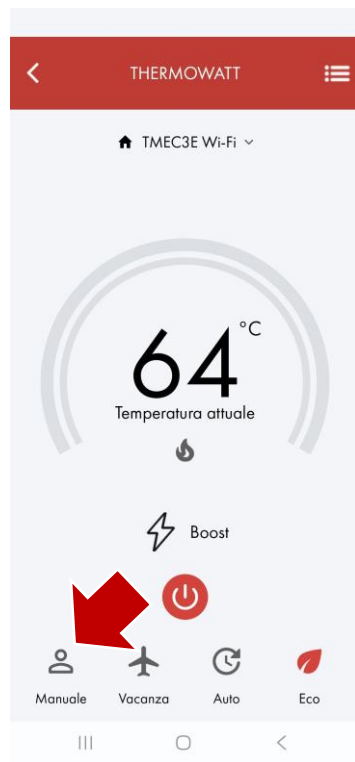 THERMOWATT
TMEC3E Wi-Fi
64 °C
Temperatura attuale
Boost
Manuale Vacanza Auto Eco